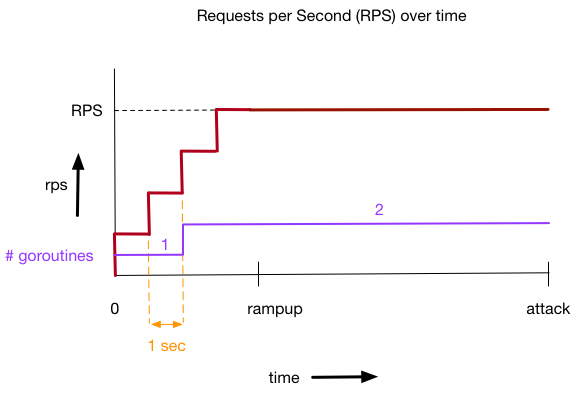 Requests per Second (RPS) over time
RPS
rps
2
1
# goroutines
0
rampup
attack
1 sec
time